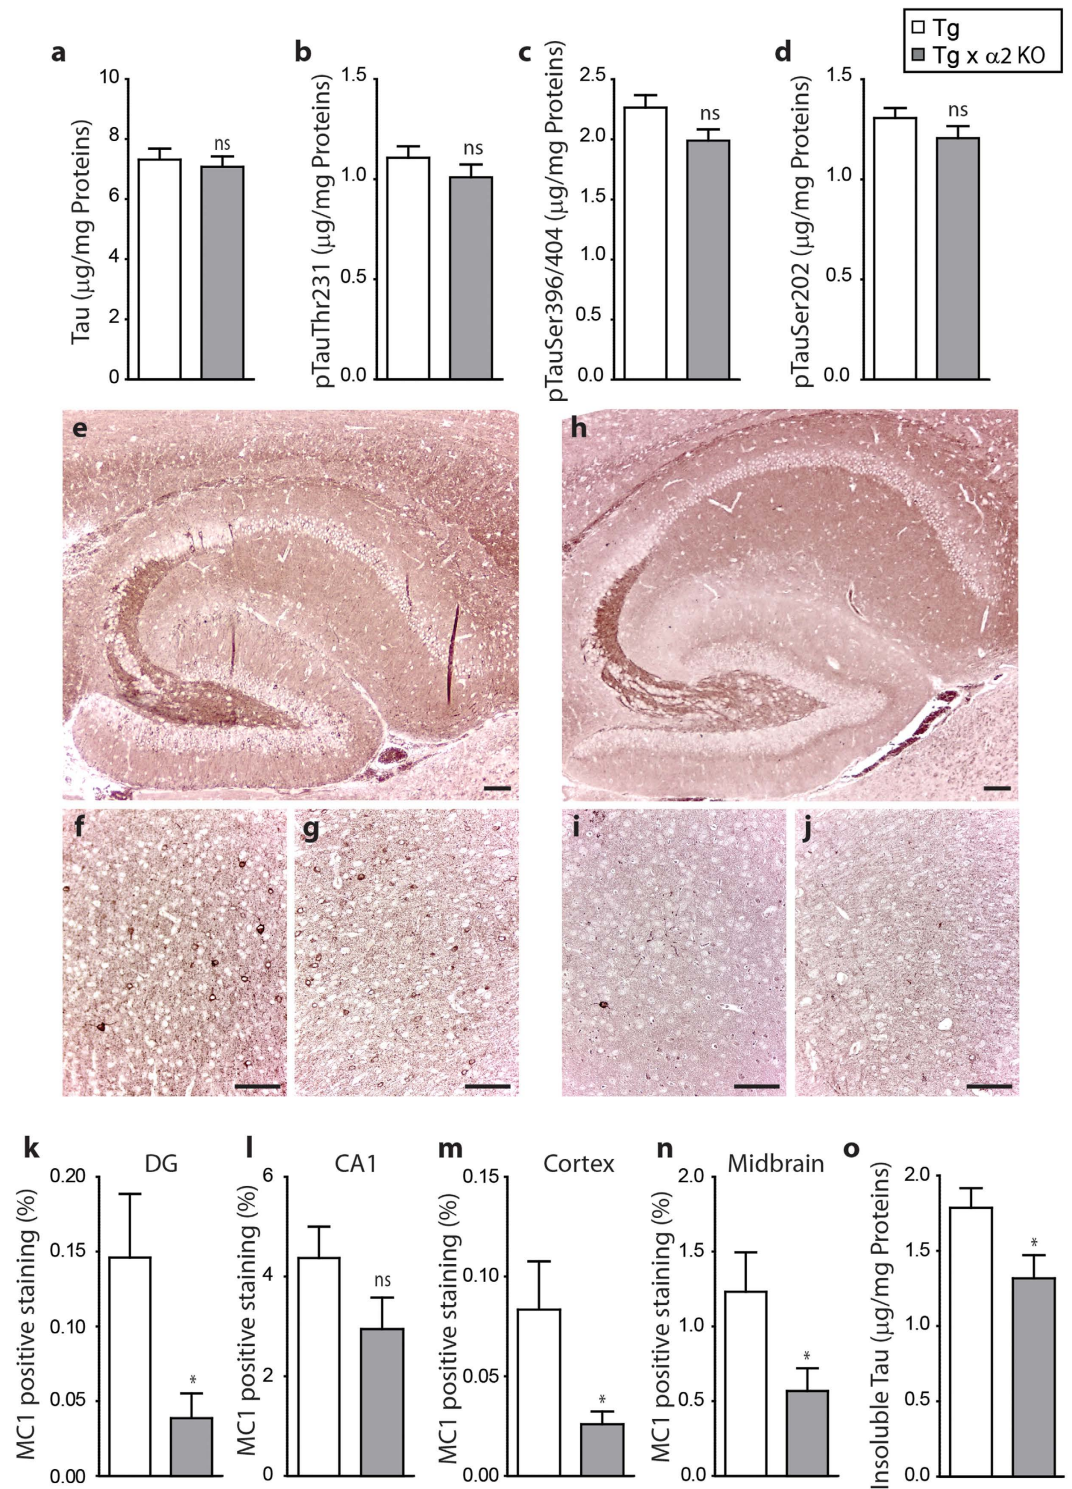 Tg
Tg x α2 KO
a
b
c
d
Tau (μg/mg Proteins)
10
8
6
4
2
0
ns
pTauThr231 (μg/mg Proteins)
1.5
1.0
0.5
0.0
ns
pTauSer396/404 (μg/mg Proteins)
2.5
2.0
1.5
1.0
0.5
0.0
ns
pTauSer202 (μg/mg Proteins)
1.5
1.0
0.5
0.0
ns
e
h
f
g
i
j
k
DG
MC1 positive staining (%)
0.20
0.15
0.10
0.05
0.00
*
l
CA1
MC1 positive staining (%)
6
4
2
0
ns
m
Cortex
MC1 positive staining (%)
0.15
0.10
0.05
0.00
*
n
Midbrain
MC1 positive staining (%)
2.0
1.5
1.0
0.5
0.0
*
o
Insoluble Tau (μg/mg Proteins)
2.0
1.5
1.0
0.5
0.0
*